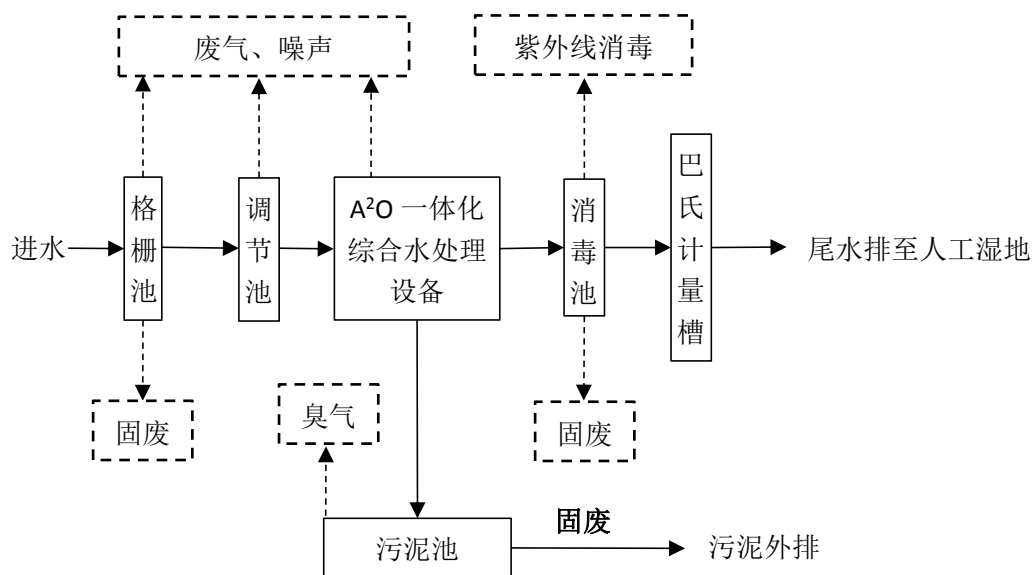 废气、噪声
紫外线消毒
进水
格栅池
调节池
A²O 一体化
综合水处理
设备
消毒池
巴氏计量槽
尾水排至人工湿地
固废
臭气
固废
污泥池
固废
污泥外排